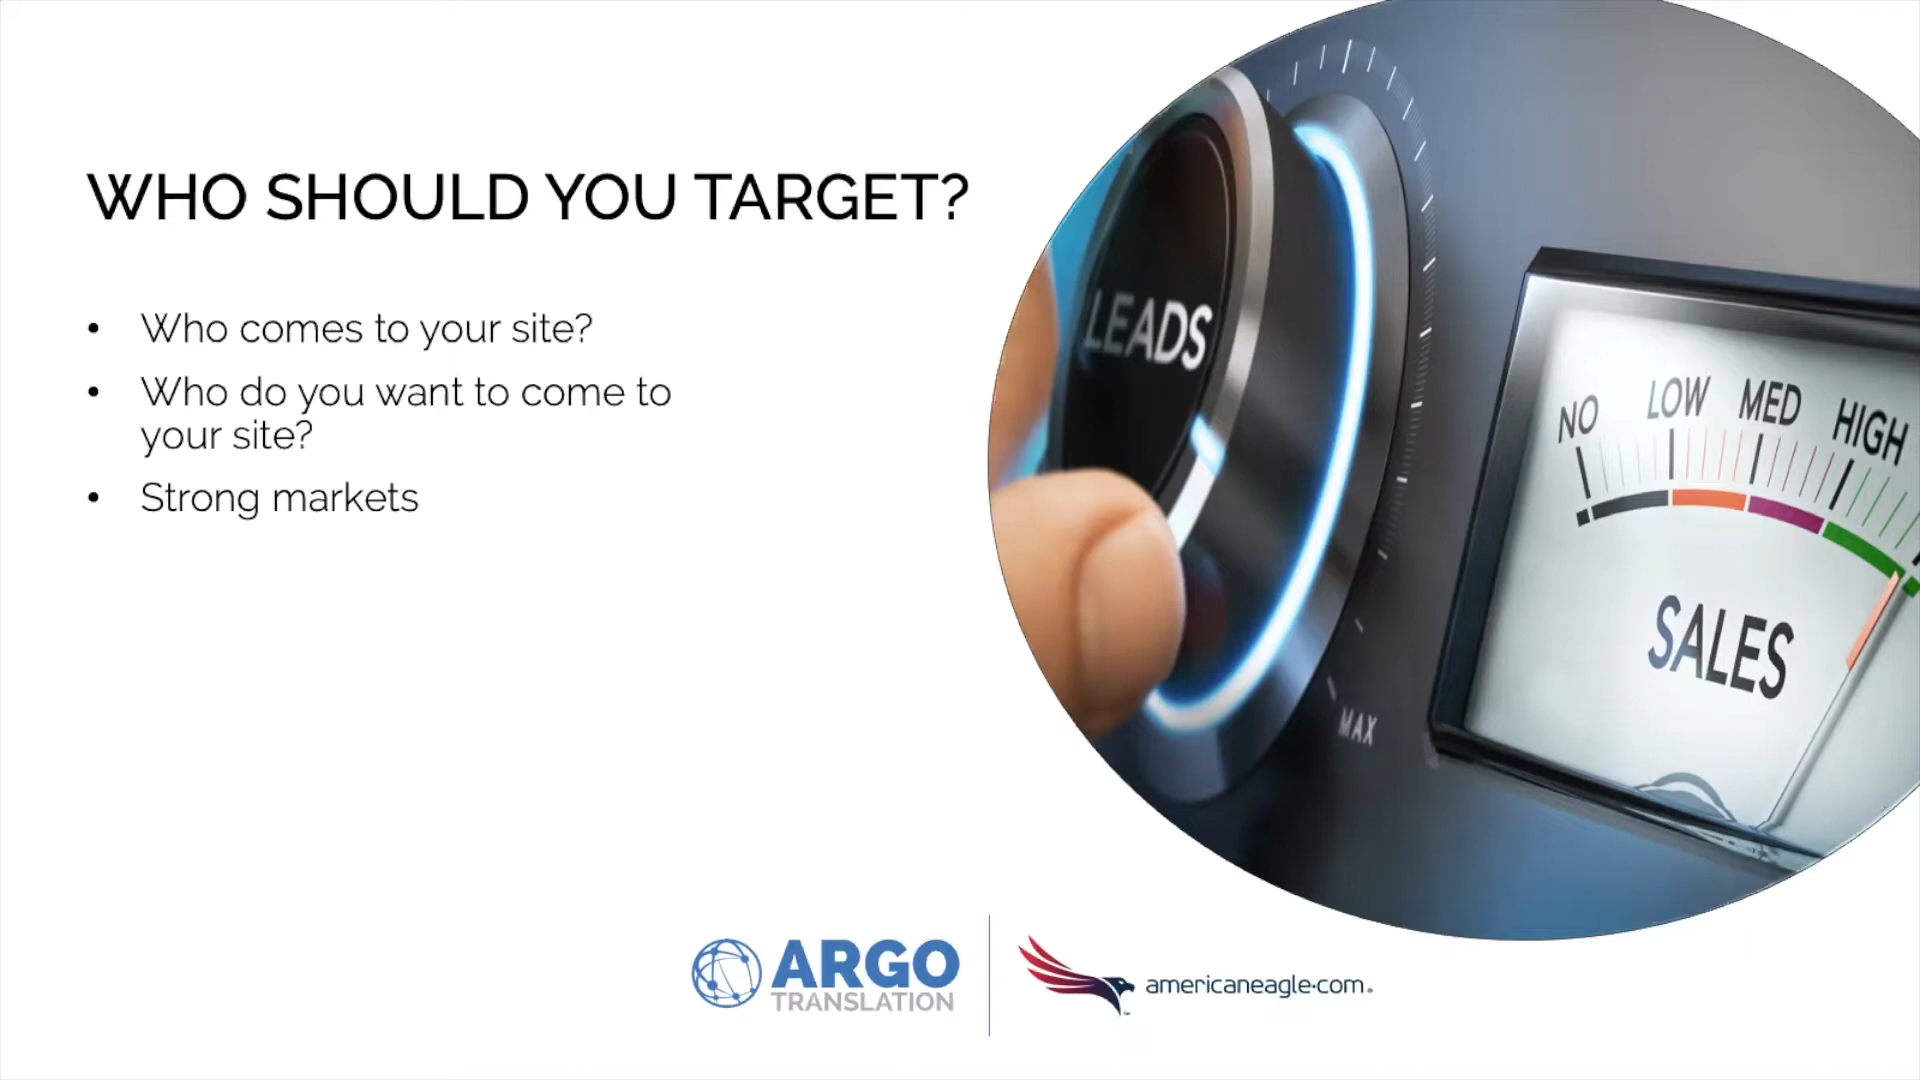 WHO SHOULD YOU TARGET?
• Who comes to your site?
• Who do you want to come to
your site?
• Strong markets
LEADS
MAX
NO LOW MED HIGH
SALES
ARGO
TRANSLATION
americaneagle.com®